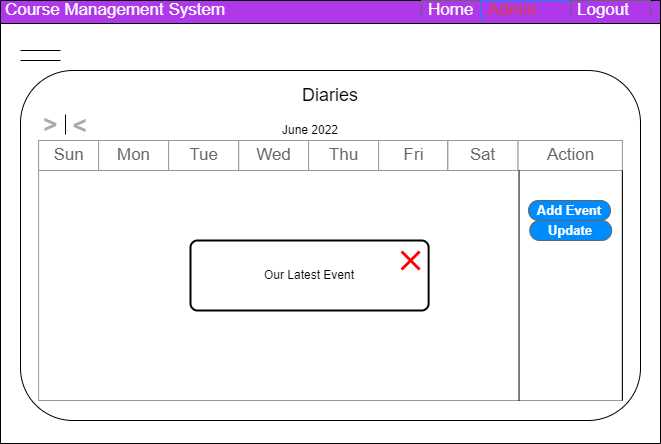 Course Management System Home Admin Logout
Diaries
> | <
June 2022
Sun Mon Tue Wed Thu Fri Sat Action
Add Event
Update
Our Latest Event